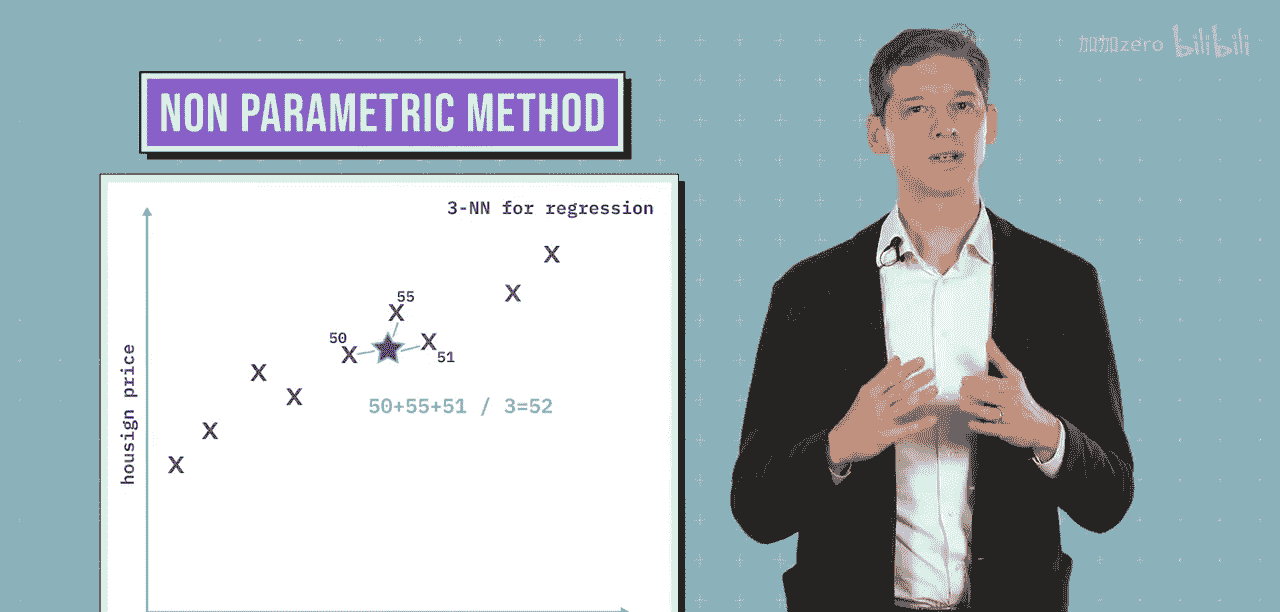 加加zero bilibili
NON PARAMETRIC METHOD
3-NN for regression
housign price
X
X
55
X
50
X
X
51
50+55+51 / 3=52
X
X
X
X
X